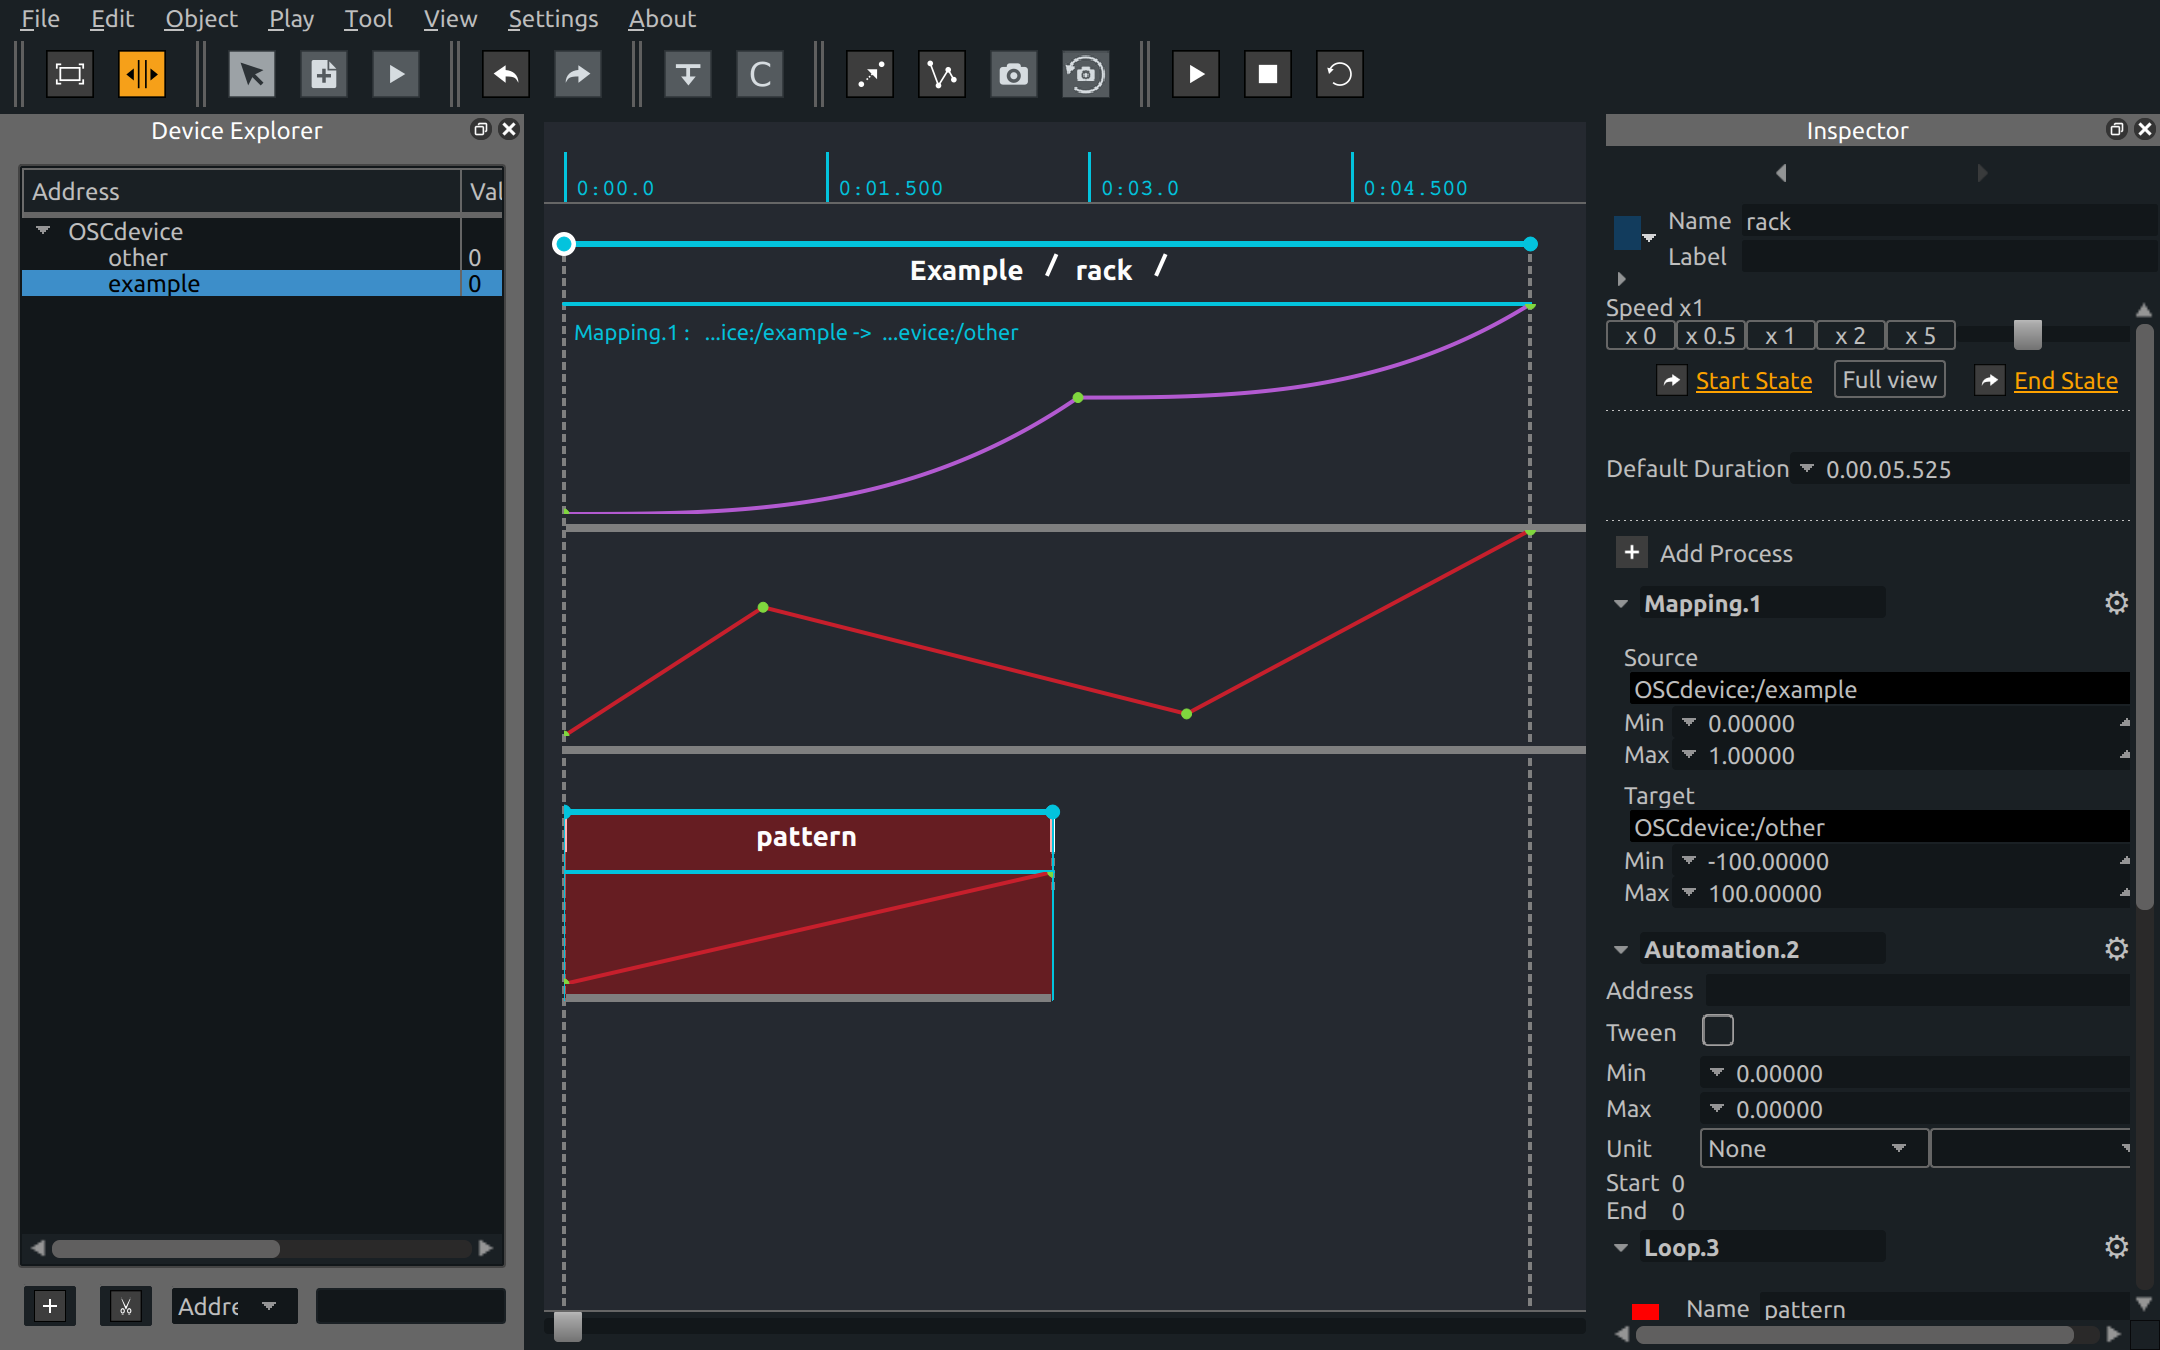 File Edit Object Play Tool View Settings About
C
Device Explorer
Address Val
OSCdevice
other 0
example 0
Addre
0:00.0 0:01.500 0:03.0 0:04.500
Example / rack /
Mapping.1 : ...ice:/example -> ...evice:/other
pattern
Inspector
Name rack
Label
Speed x1
x 0 x 0.5 x 1 x 2 x 5
Start State Full view End State
Default Duration 0.00.05.525
+ Add Process
Mapping.1
Source
OSCdevice:/example
Min 0.00000
Max 1.00000
Target
OSCdevice:/other
Min -100.00000
Max 100.00000
Automation.2
Address
Tween
Min 0.00000
Max 0.00000
Unit None
Start 0
End 0
Loop.3
Name pattern